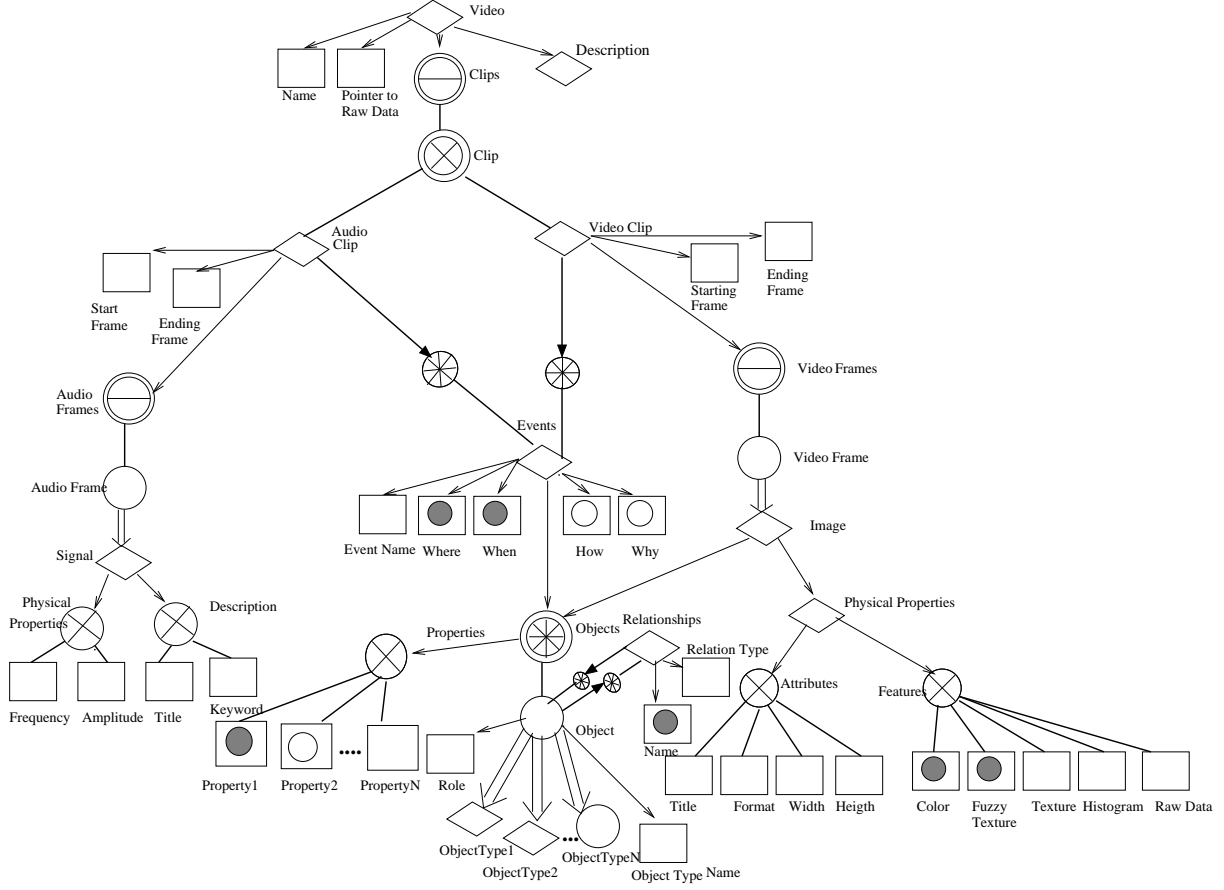 Video
Description
Clips
Name
Pointer to
Raw Data
Clip
Audio
Clip
Video Clip
Start
Frame
Ending
Frame
Starting
Frame
Ending
Frame
Audio
Frames
Video Frames
Events
Audio Frame
Video Frame
Event Name
Where
When
How
Why
Image
Signal
Physical
Properties
Description
Properties
Objects
Relationships
Relation Type
Physical Properties
Attributes
Features
Frequency
Amplitude
Title
Keyword
Object
Name
Property1
Property2
....
PropertyN
Role
Title
Format
Width
Heigth
Color
Fuzzy
Texture
Texture
Histogram
Raw Data
ObjectType1
ObjectType2
...
ObjectTypeN
Object Type Name